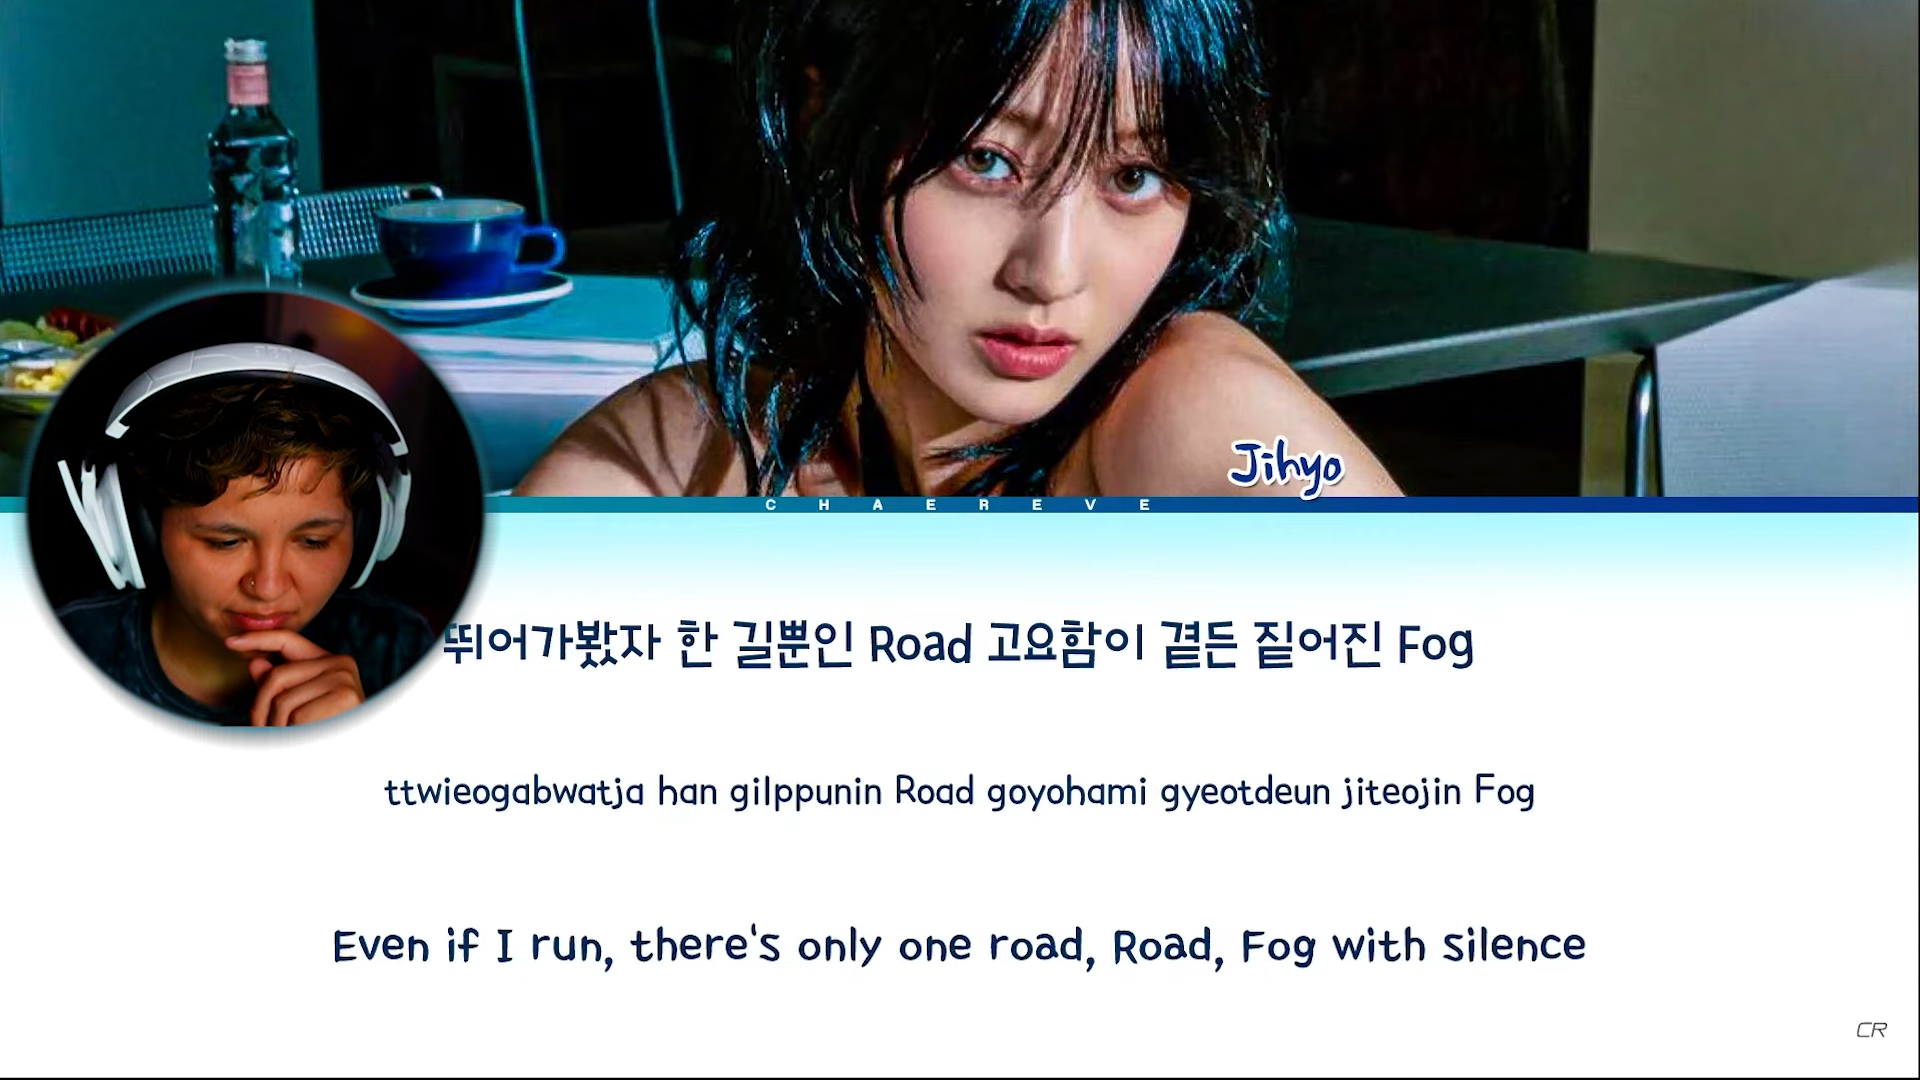 Jihyo
CHAEREVE
뛰어가봤자 한 길뿐인 Road 고요함이 곁든 짙어진 Fog
ttwieogabwatja han gilppunin Road goyohami gyeotdeun jiteojin Fog
Even if I run, there's only one road, Road, Fog with silence
CR